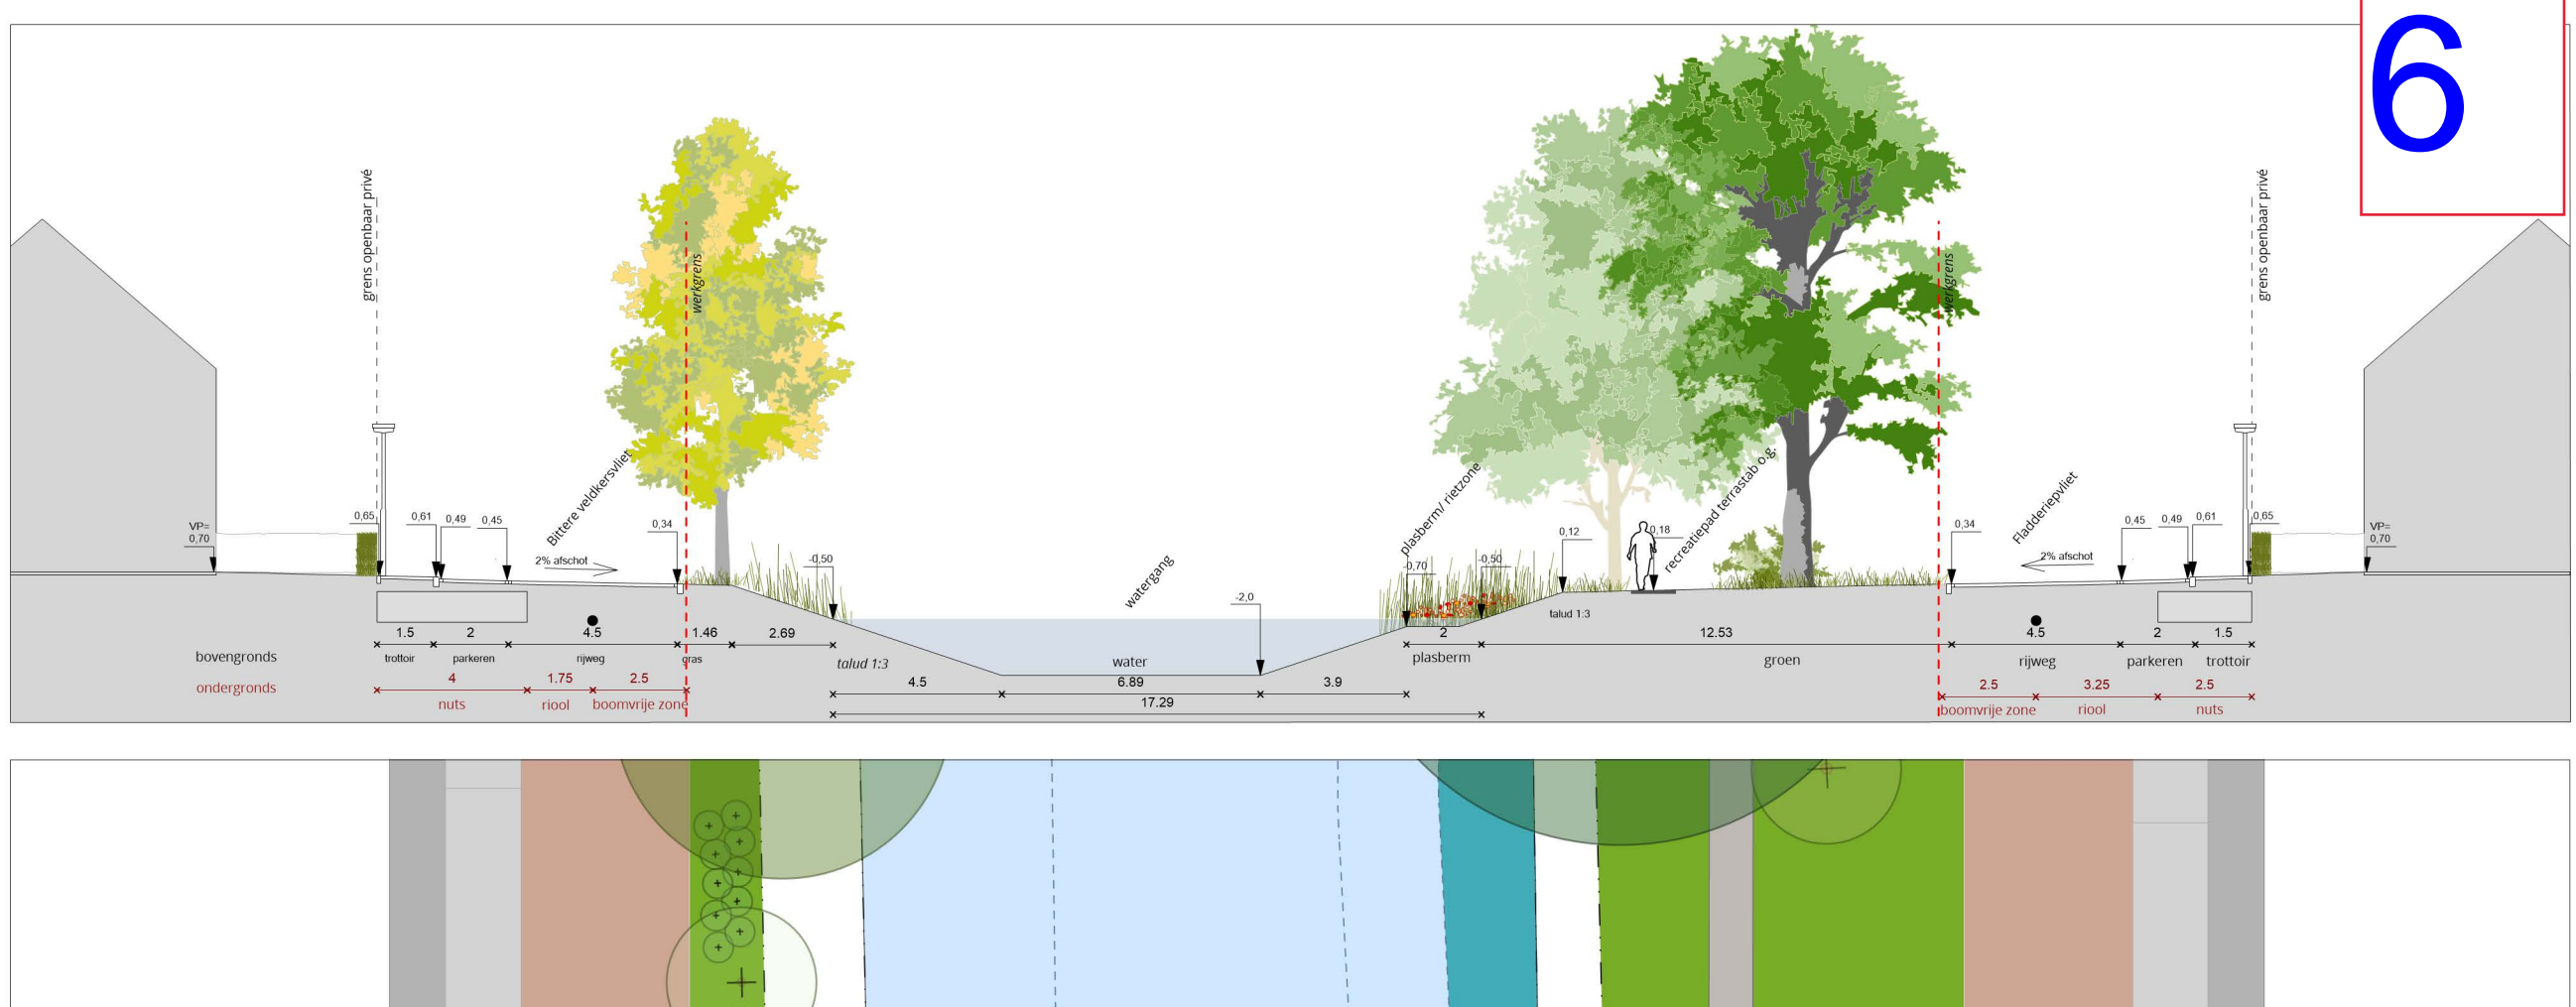 6
grens openbaar privé
werkgrens
werkgrens
grens openbaar privé
Bittere veldkersvliet
plasberm/ rietzone
recreatiepad terrastab o.g.
Fladderiepvliet
watergang
VP=
0,70
0,65
0,61
0,49
0,45
0,34
-0,50
-2,0
-0,70
-0,50
0,12
0,18
0,34
0,45
0,49
0,61
0,65
VP=
0,70
2% afschot
2% afschot
talud 1:3
1.5
2
4.5
1.46
2.69
2
12.53
4.5
2
1.5
bovengronds
trottoir
parkeren
rijweg
gras
talud 1:3
water
plasberm
groen
rijweg
parkeren
trottoir
ondergronds
4
1.75
2.5
4.5
6.89
3.9
2.5
3.25
2.5
nuts
riool
boomvrije zone
17.29
boomvrije zone
riool
nuts